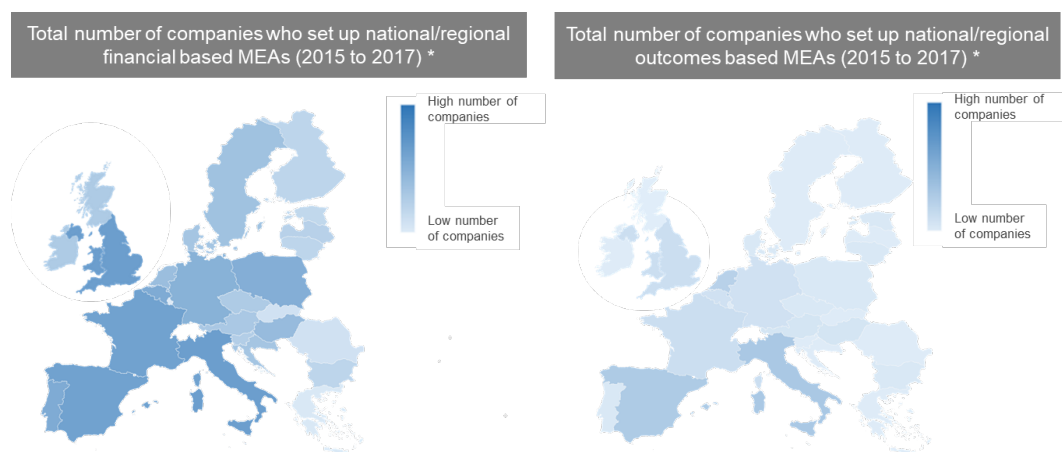 Total number of companies who set up national/regional
financial based MEAs (2015 to 2017) *
High number of
companies
Low number
of companies
Total number of companies who set up national/regional
outcomes based MEAs (2015 to 2017) *
High number of
companies
Low number
of companies